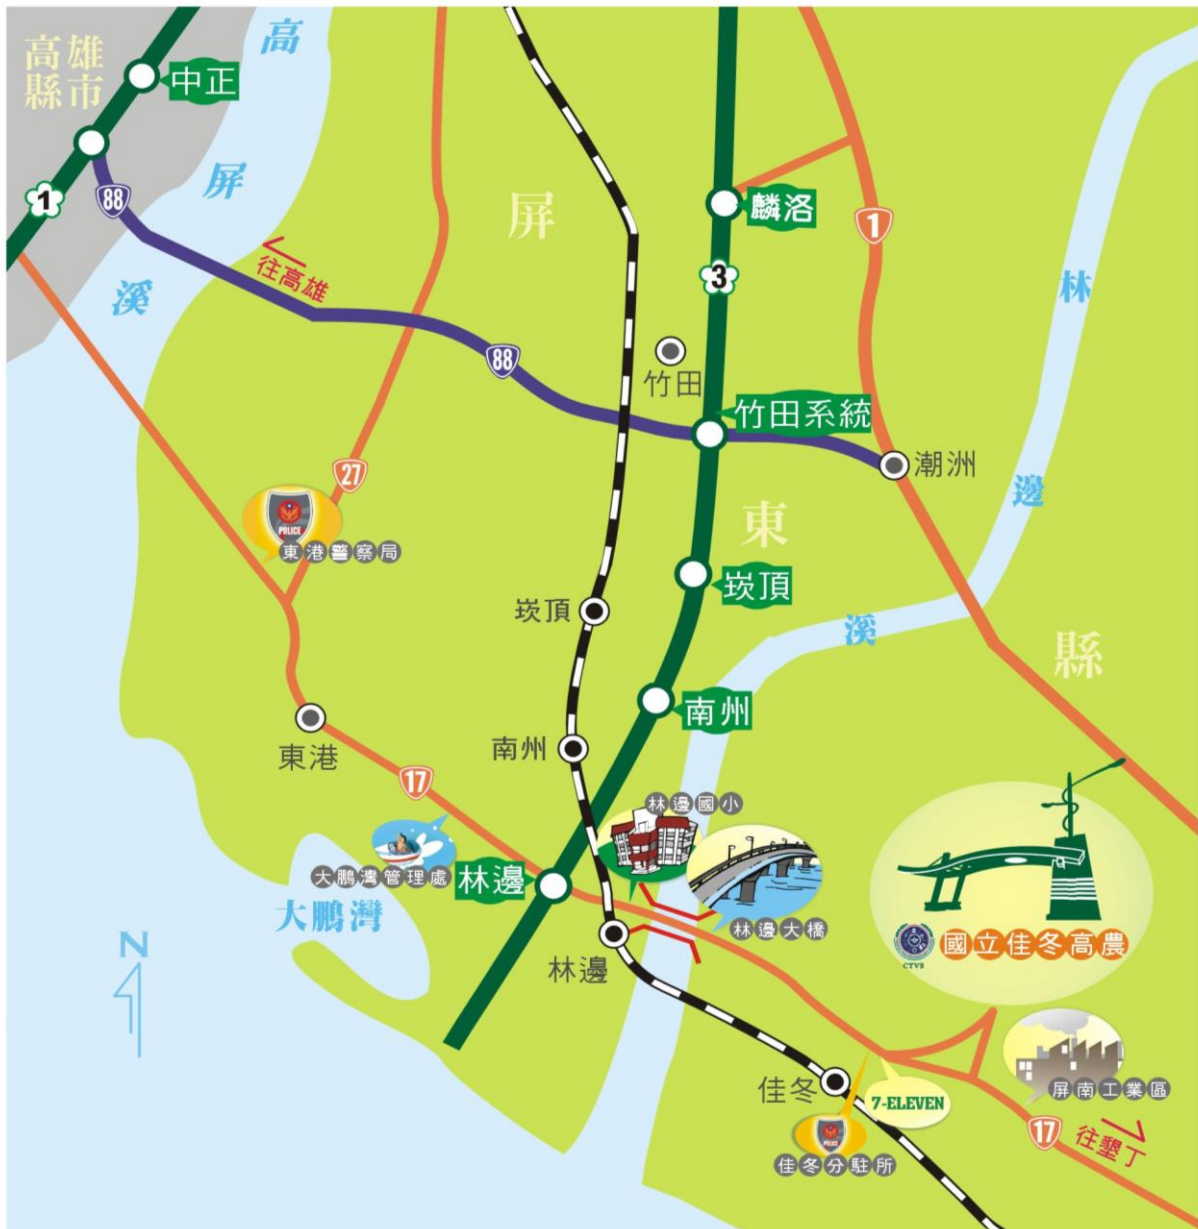 高雄
縣市
中正
高
屏
溪
1
88
往高雄
屏
麟洛
1
3
林
88
竹田
竹田系統
潮洲
27
邊
POLICE
東港警察局
東
崁頂
崁頂
溪
縣
南州
東港
南州
17
林邊國小
大鵬灣管理處
林邊
大鵬灣
林邊大橋
N
林邊
CTVS
國立佳冬高農
佳冬
7-ELEVEN
屏南工業區
17
往墾丁
POLICE
佳冬分駐所